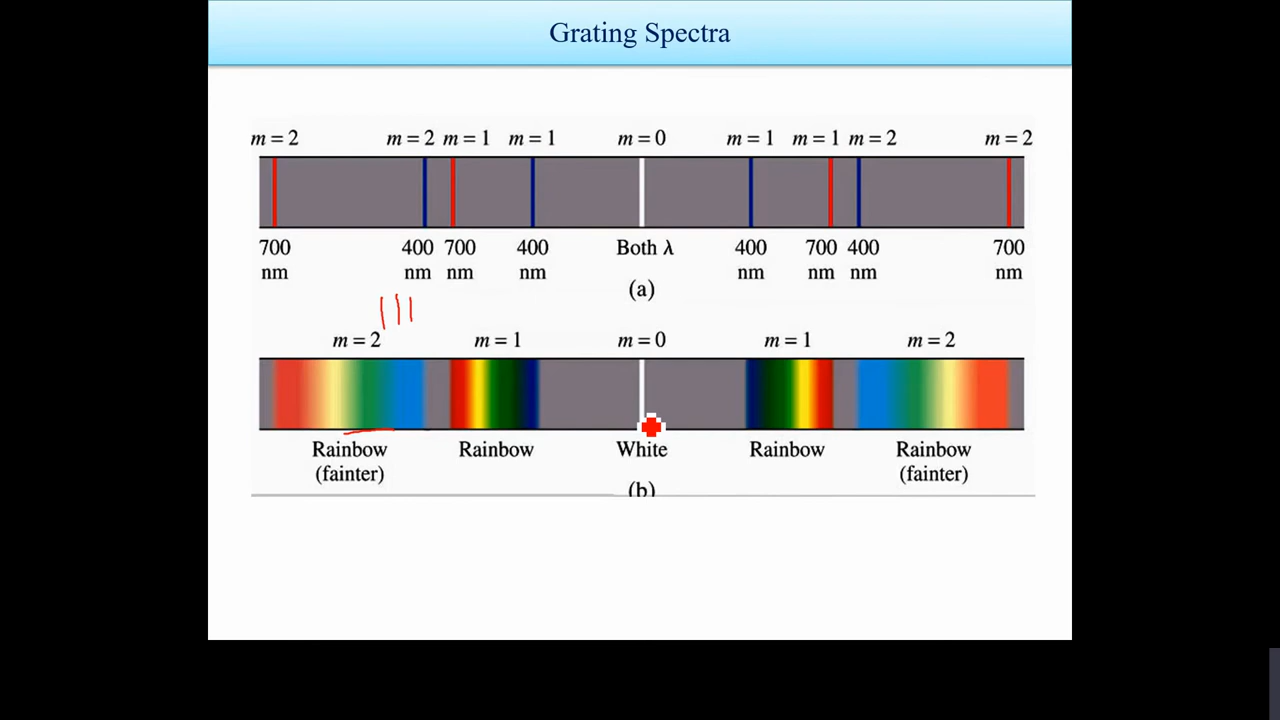 Grating Spectra
m = 2 m = 2 m = 1 m = 1 m = 0 m = 1 m = 1 m = 2 m = 2
700 400 700 400 Both λ 400 700 400 700
nm nm nm nm nm nm nm nm
(a)
m = 2 m = 1 m = 0 m = 1 m = 2
Rainbow Rainbow White Rainbow Rainbow
(fainter) (fainter)
(b)